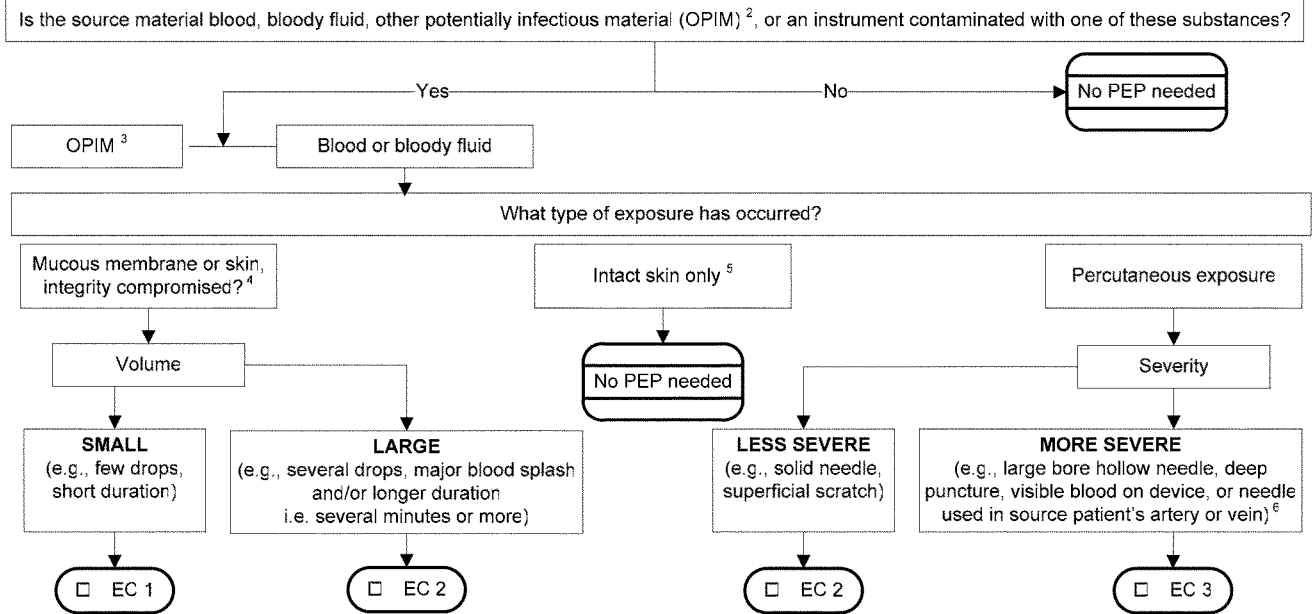 Is the source material blood, bloody fluid, other potentially infectious material (OPIM) 2, or an instrument contaminated with one of these substances?
Yes
No
No PEP needed
OPIM 3
Blood or bloody fluid
What type of exposure has occurred?
Mucous membrane or skin,
integrity compromised? 4
Intact skin only 5
Percutaneous exposure
Volume
No PEP needed
Severity
SMALL
(e.g., few drops,
short duration)
LARGE
(e.g., several drops, major blood splash
and/or longer duration
i.e. several minutes or more)
LESS SEVERE
(e.g., solid needle,
superficial scratch)
MORE SEVERE
(e.g., large bore hollow needle, deep
puncture, visible blood on device, or needle
used in source patient's artery or vein) 6
☐ EC 1
☐ EC 2
☐ EC 2
☐ EC 3